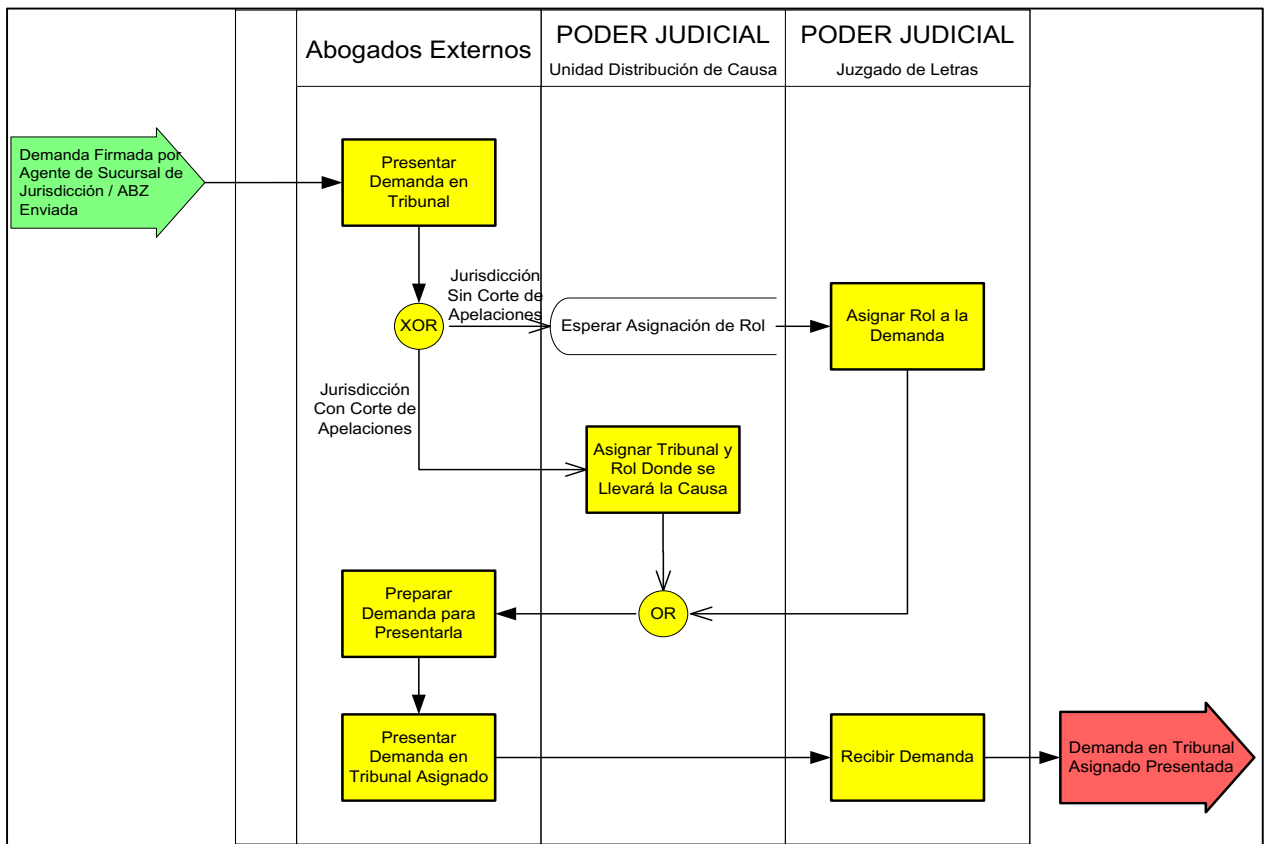 Abogados Externos
PODER JUDICIAL
Unidad Distribución de Causa
PODER JUDICIAL
Juzgado de Letras
Demanda Firmada por
Agente de Sucursal de
Jurisdicción / ABZ
Enviada
Presentar
Demanda en
Tribunal
XOR
Jurisdicción
Sin Corte de
Apelaciones
Esperar Asignación de Rol
Asignar Rol a la
Demanda
Jurisdicción
Con Corte de
Apelaciones
Asignar Tribunal y
Rol Donde se
Llevará la Causa
OR
Preparar
Demanda para
Presentarla
Presentar
Demanda en
Tribunal Asignado
Recibir Demanda
Demanda en Tribunal
Asignado Presentada